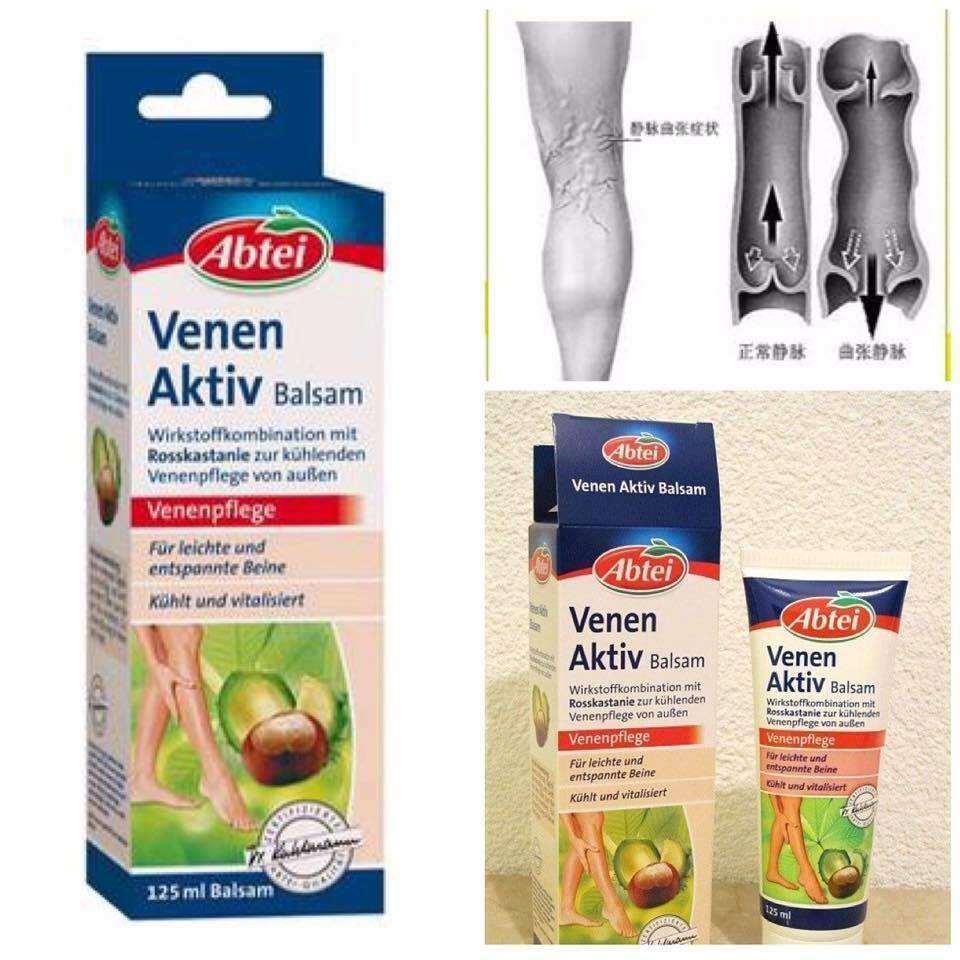 Abtei
Venen
Aktiv Balsam
Wirkstoffkombination mit
Rosskastanie zur kühlenden
Venenpflege von außen
Venenpflege
Für leichte und
entspannte Beine
Kühlt und vitalisiert
125 ml Balsam
静脉曲张症状
正常静脉
曲张静脉
Abtei
Venen Aktiv Balsam
Abtei
Venen
Aktiv Balsam
Wirkstoffkombination mit
Rosskastanie zur kühlenden
Venenpflege von außen
Venenpflege
Für leichte und
entspannte Beine
Kühlt und vitalisiert
Abtei
Venen
Aktiv Balsam
Wirkstoffkombination mit
Rosskastanie zur kühlenden
Venenpflege von außen
Venenpflege
Für leichte und
entspannte Beine
Kühlt und vitalisiert
125 ml